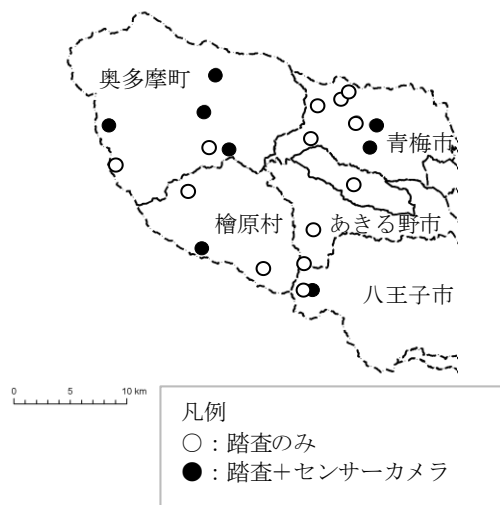 奥多摩町
青梅市
檜原村
あきる野市
八王子市
0 5 10 km
凡例
○：踏査のみ
●：踏査＋センサーカメラ